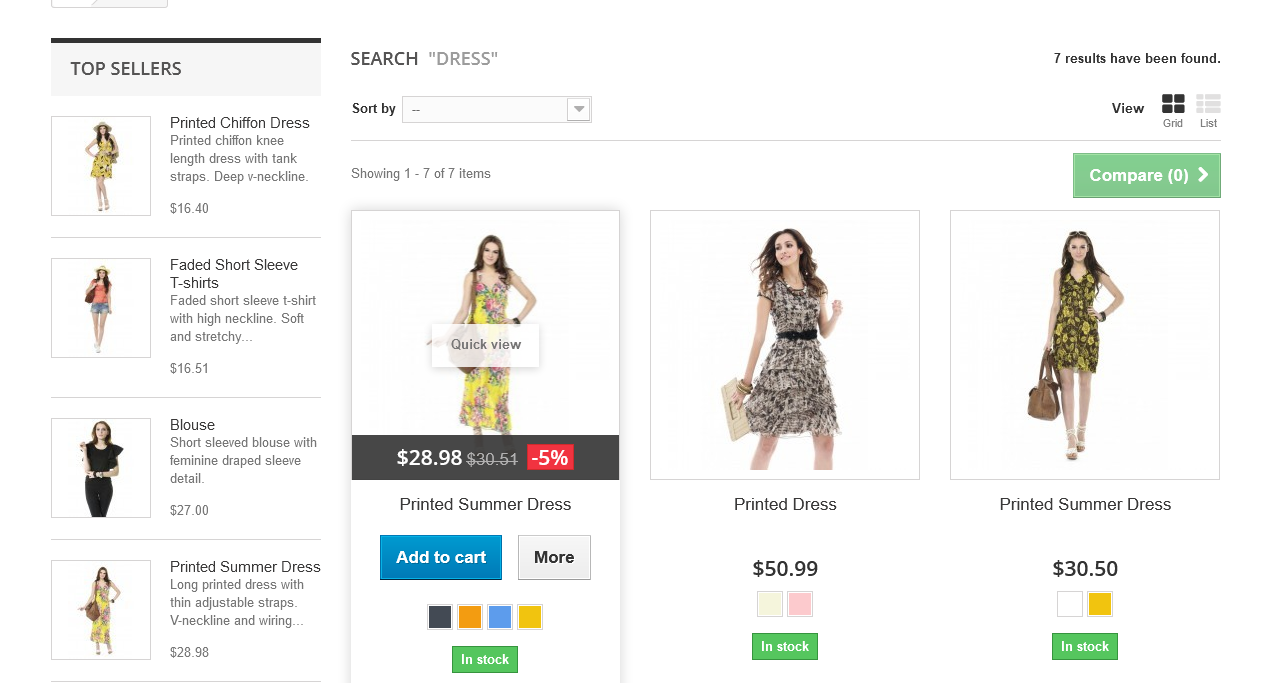 TOP SELLERS
Printed Chiffon Dress
Printed chiffon knee
length dress with tank
straps. Deep v-neckline.
$16.40
Faded Short Sleeve
T-shirts
Faded short sleeve t-shirt
with high neckline. Soft
and stretchy...
$16.51
Blouse
Short sleeved blouse with
feminine draped sleeve
detail.
$27.00
Printed Summer Dress
Long printed dress with
thin adjustable straps.
V-neckline and wiring...
$28.98
SEARCH "DRESS"
7 results have been found.
Sort by --
View
Grid
List
Showing 1 - 7 of 7 items
Compare (0)
Quick view
$28.98 $30.51 -5%
Printed Summer Dress
Add to cart
More
In stock
Printed Dress
$50.99
In stock
Printed Summer Dress
$30.50
In stock